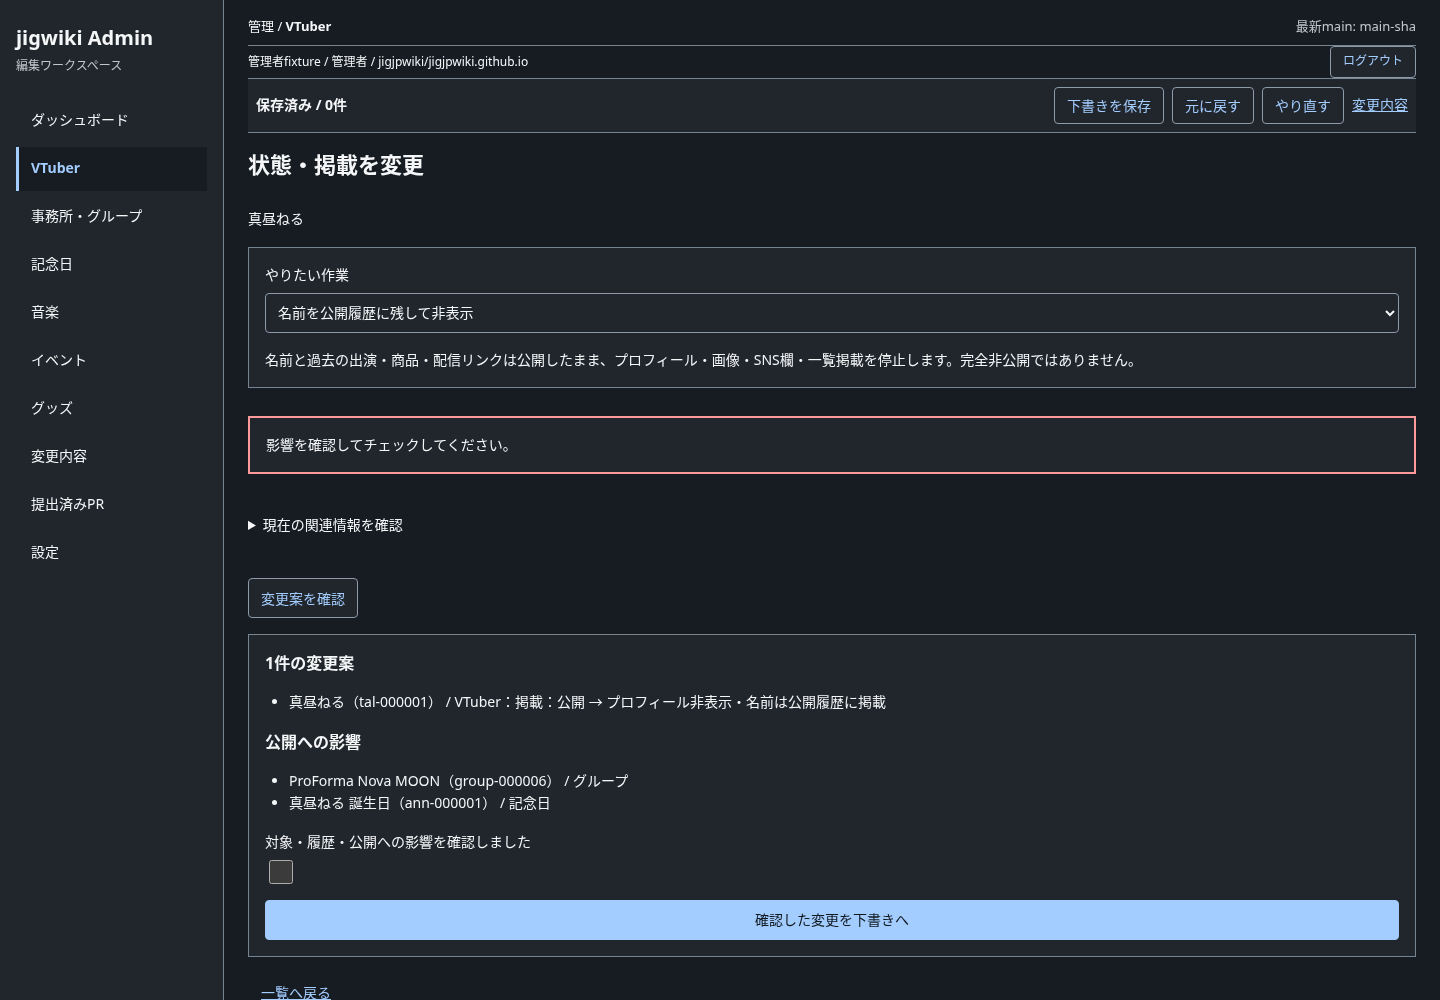 jigwiki Admin
編集ワークスペース
ダッシュボード
VTuber
事務所・グループ
記念日
音楽
イベント
グッズ
変更内容
提出済みPR
設定
管理 / VTuber
最新main: main-sha
管理者fixture / 管理者 / jigjpwiki/jigjpwiki.github.io
ログアウト
保存済み / 0件
下書きを保存
元に戻す
やり直す
変更内容
状態・掲載を変更
真昼ねる
やりたい作業
名前を公開履歴に残して非表示
名前と過去の出演・商品・配信リンクは公開したまま、プロフィール・画像・SNS欄・一覧掲載を停止します。完全非公開ではありません。
影響を確認してチェックしてください。
▶ 現在の関連情報を確認
変更案を確認
1件の変更案
• 真昼ねる（tal-000001） / VTuber：掲載：公開 → プロフィール非表示・名前は公開履歴に掲載
公開への影響
• ProForma Nova MOON（group-000006） / グループ
• 真昼ねる 誕生日（ann-000001） / 記念日
対象・履歴・公開への影響を確認しました
確認した変更を下書きへ
一覧へ戻る